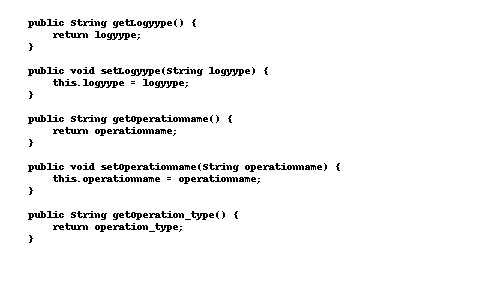 public String getLogyype() {
    return logyype;
}

public void setLogyype(String logyype) {
    this.logyype = logyype;
}

public String getOperationname() {
    return operationname;
}

public void setOperationname(String operationname) {
    this.operationname = operationname;
}

public String getOperation_type() {
    return operation_type;
}